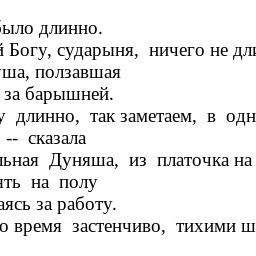 было длинно.
й Богу, сударыня, ничего не дли
уша, ползавшая
за барышней.
у длинно, так заметаем, в одн
-- сказала
льная Дуняша, из платочка на
ять на полу
аясь за работу.
о время застенчиво, тихими ш